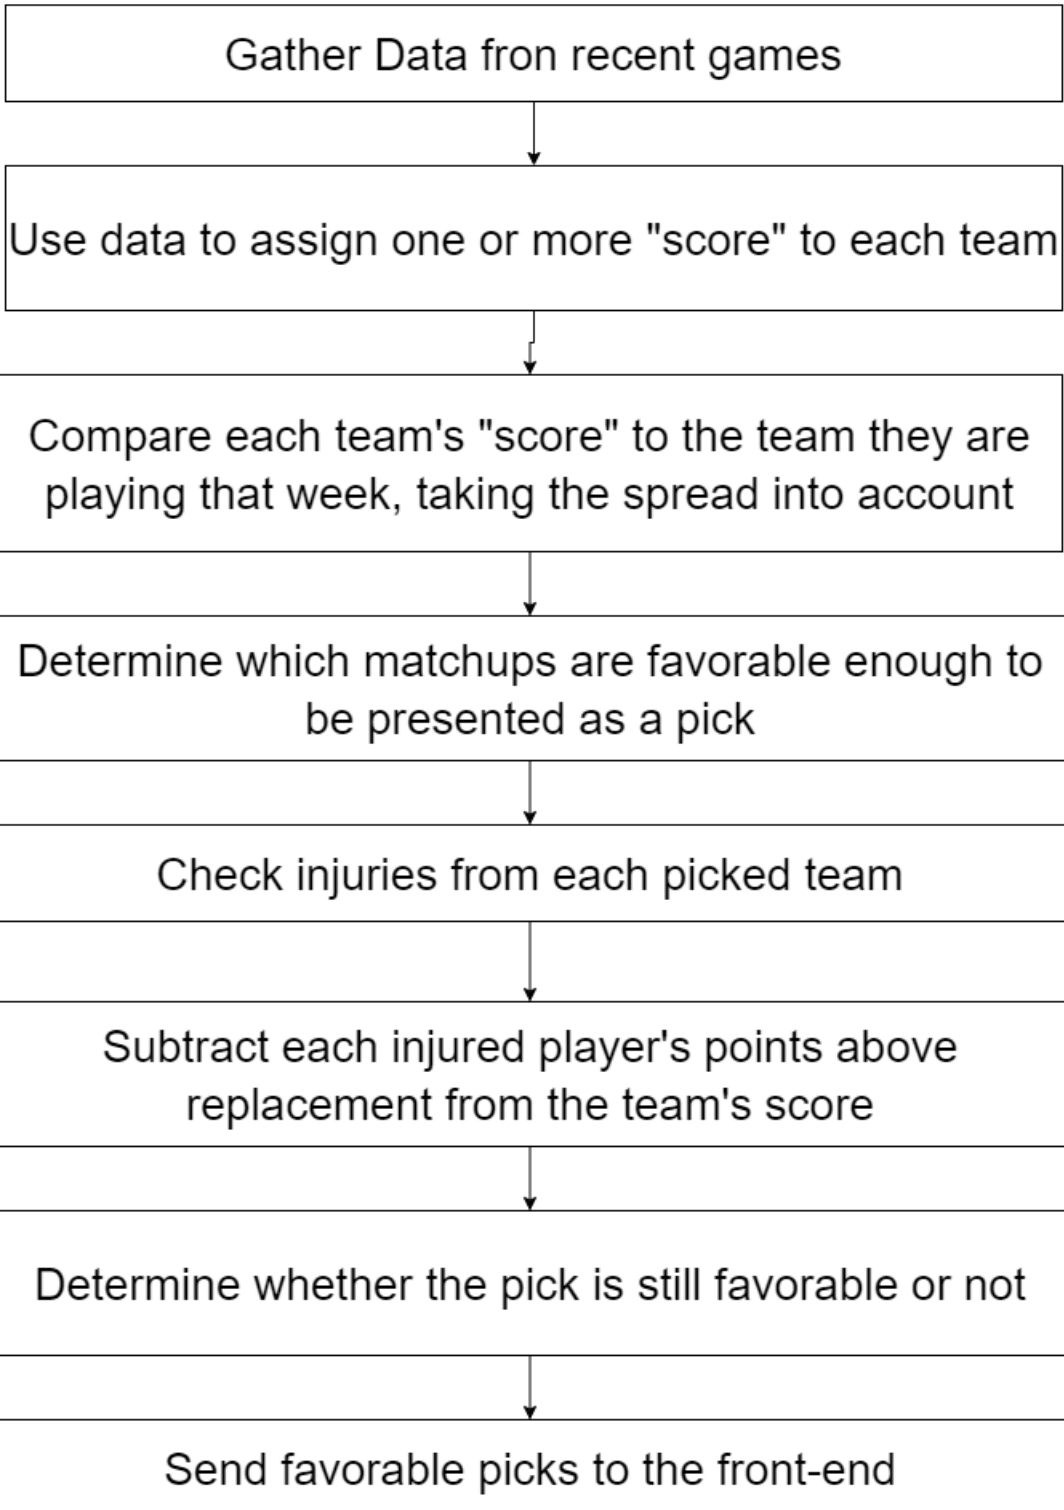 Gather Data fron recent games
Use data to assign one or more "score" to each team
Compare each team's "score" to the team they are
playing that week, taking the spread into account
Determine which matchups are favorable enough to
be presented as a pick
Check injuries from each picked team
Subtract each injured player's points above
replacement from the team's score
Determine whether the pick is still favorable or not
Send favorable picks to the front-end